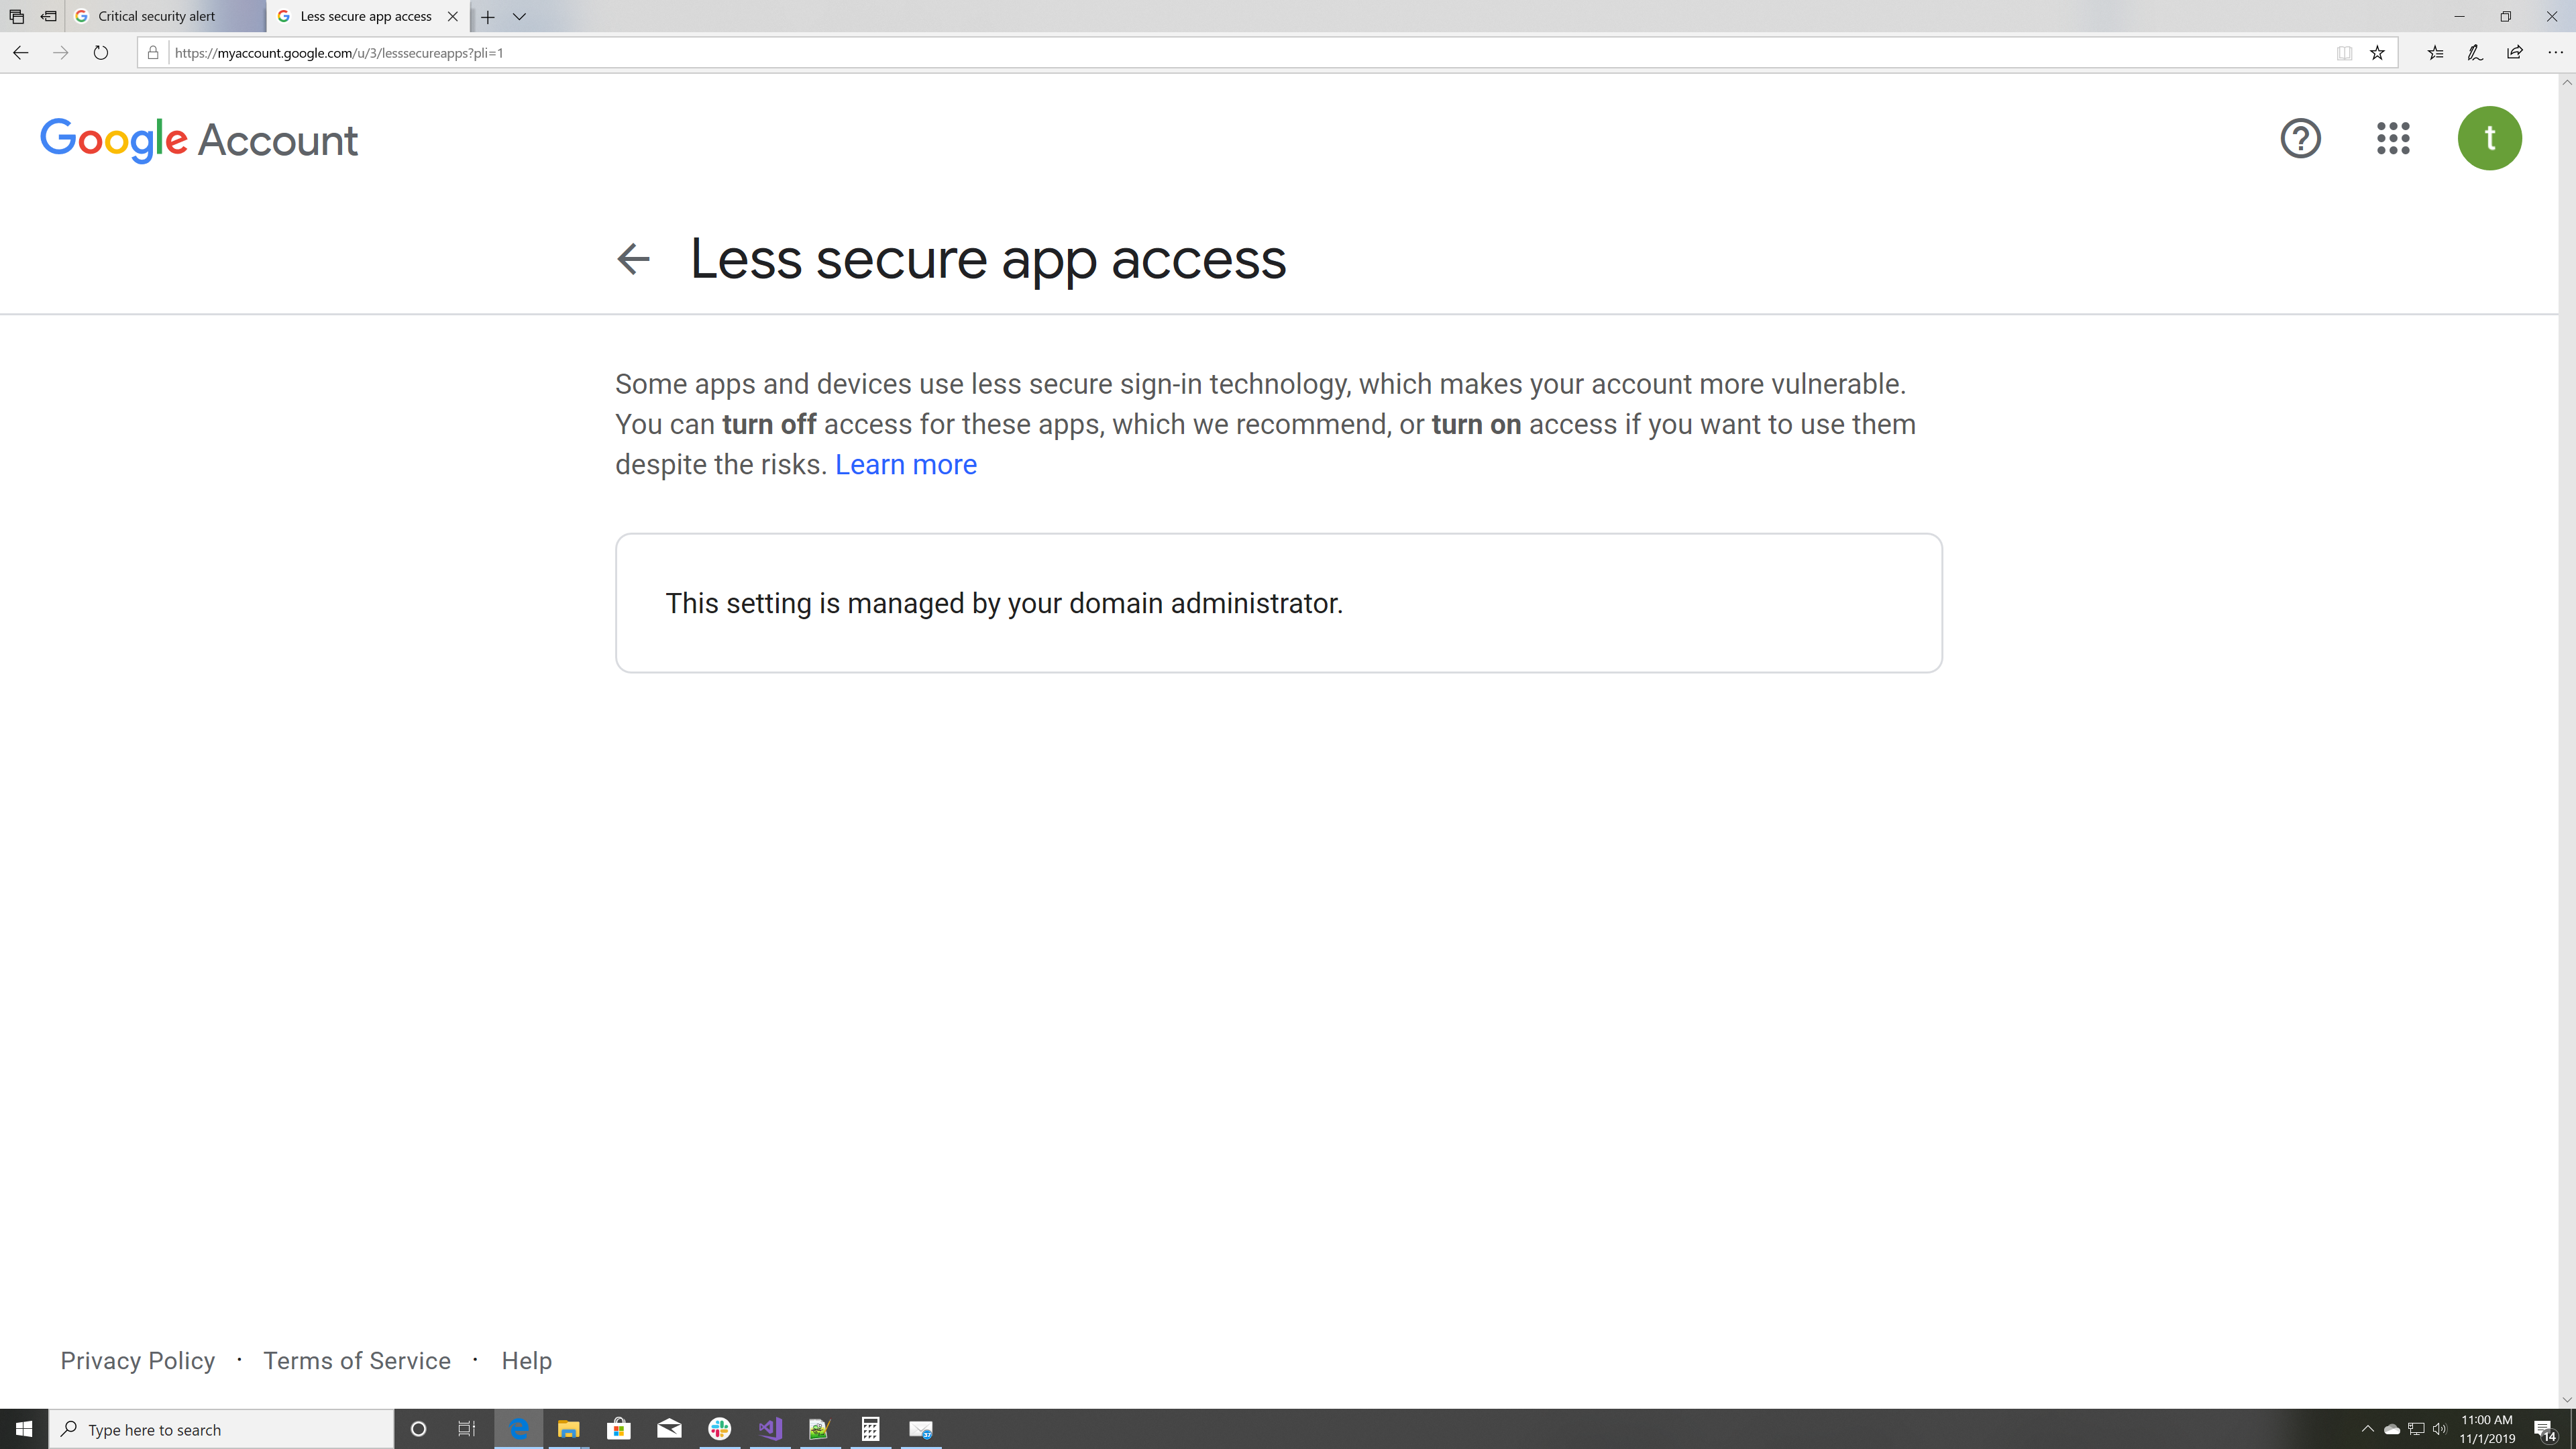 Critical security alert
Less secure app access
https://myaccount.google.com/u/3/lesssecureapps?pli=1
Google Account
t
Less secure app access
Some apps and devices use less secure sign-in technology, which makes your account more vulnerable.
You can turn off access for these apps, which we recommend, or turn on access if you want to use them
despite the risks. Learn more
This setting is managed by your domain administrator.
Privacy Policy · Terms of Service · Help
Type here to search
37
11:00 AM
11/1/2019
14